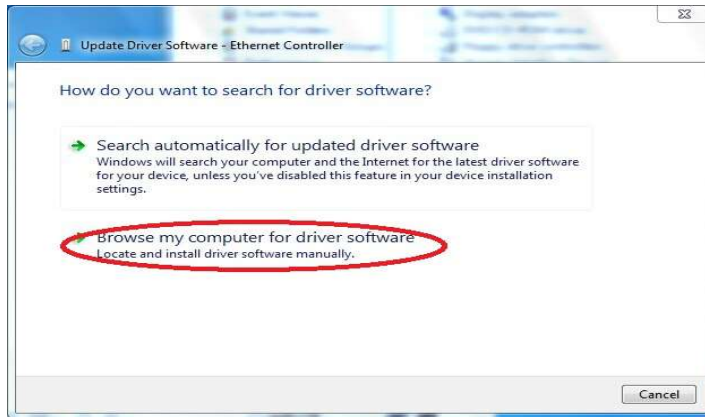 Update Driver Software - Ethernet Controller
How do you want to search for driver software?
Search automatically for updated driver software
Windows will search your computer and the Internet for the latest driver software
for your device, unless you've disabled this feature in your device installation
settings.
Browse my computer for driver software
Locate and install driver software manually.
Cancel